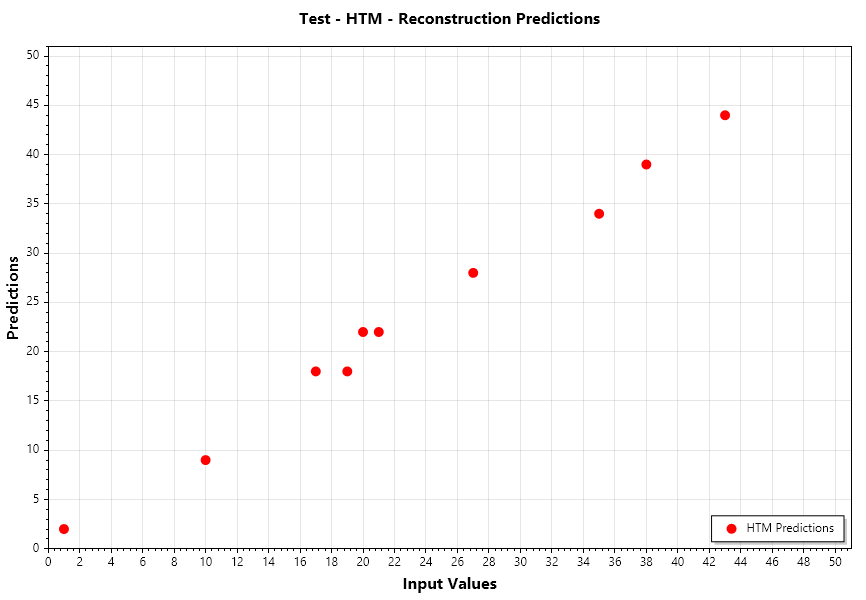 Test - HTM - Reconstruction Predictions
50
45
40
35
30
25
20
15
10
5
0
Predictions
HTM Predictions
0 2 4 6 8 10 12 14 16 18 20 22 24 26 28 30 32 34 36 38 40 42 44 46 48 50
Input Values